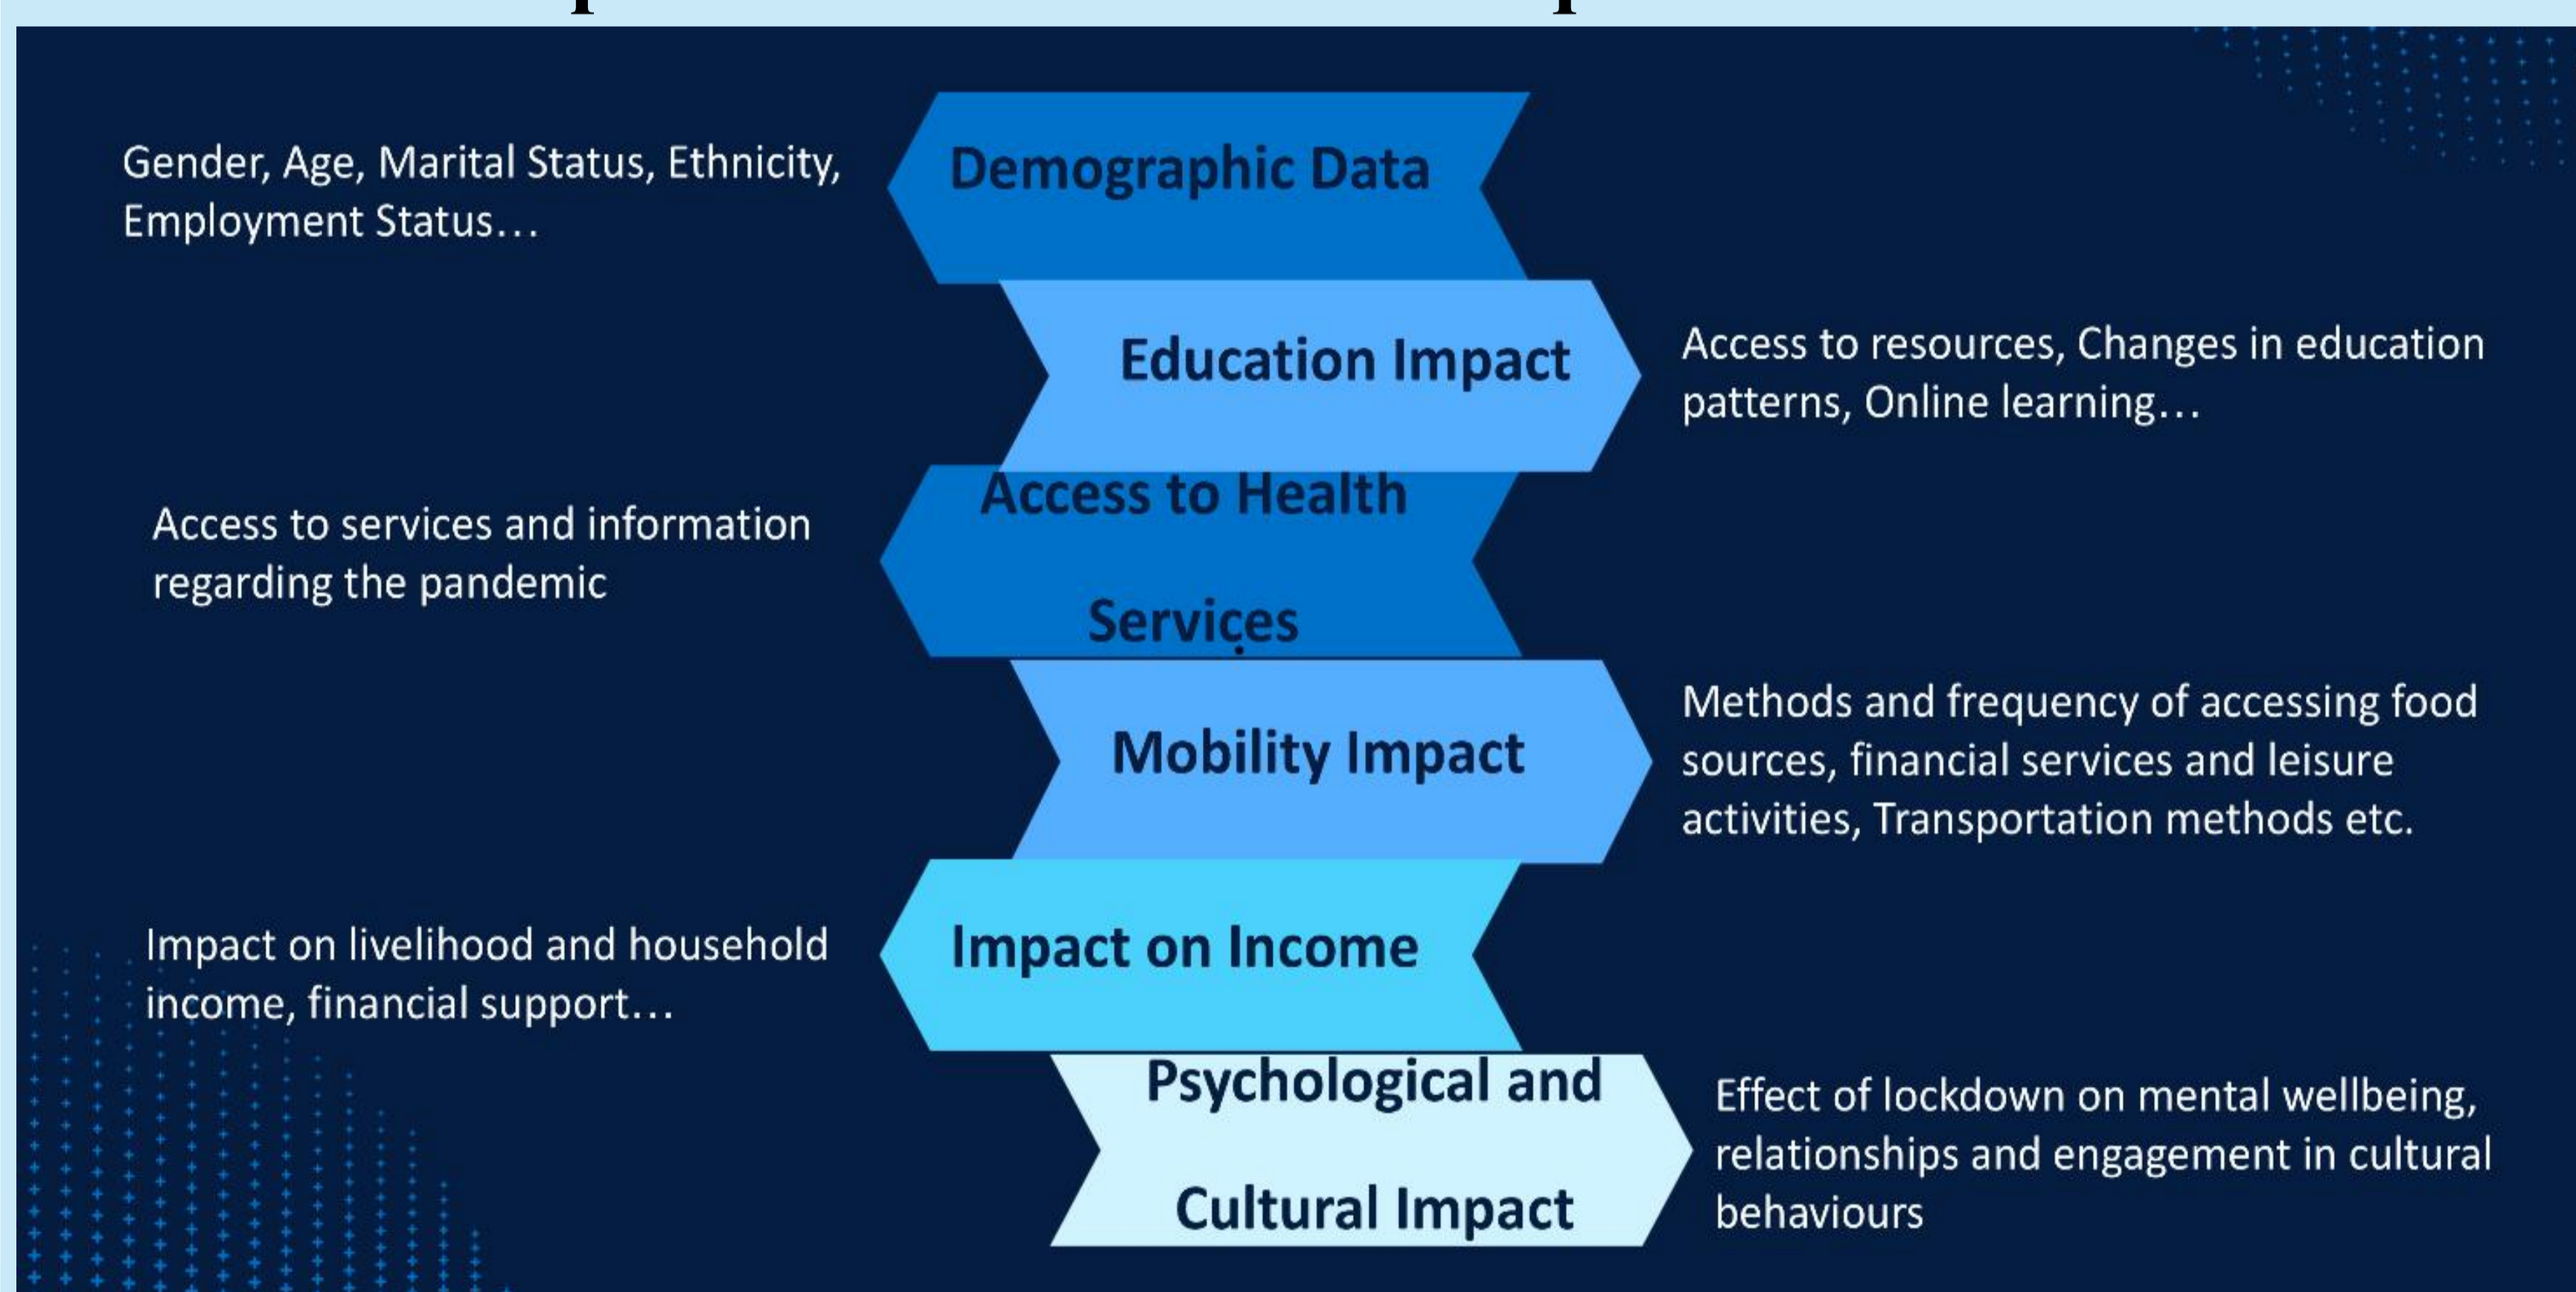 Demographic Data
Gender, Age, Marital Status, Ethnicity,
Employment Status...
Education Impact
Access to resources, Changes in education
patterns, Online learning...
Access to Health
Services
Access to services and information
regarding the pandemic
Mobility Impact
Methods and frequency of accessing food
sources, financial services and leisure
activities, Transportation methods etc.
Impact on Income
Impact on livelihood and household
income, financial support...
Psychological and
Cultural Impact
Effect of lockdown on mental wellbeing,
relationships and engagement in cultural
behaviours